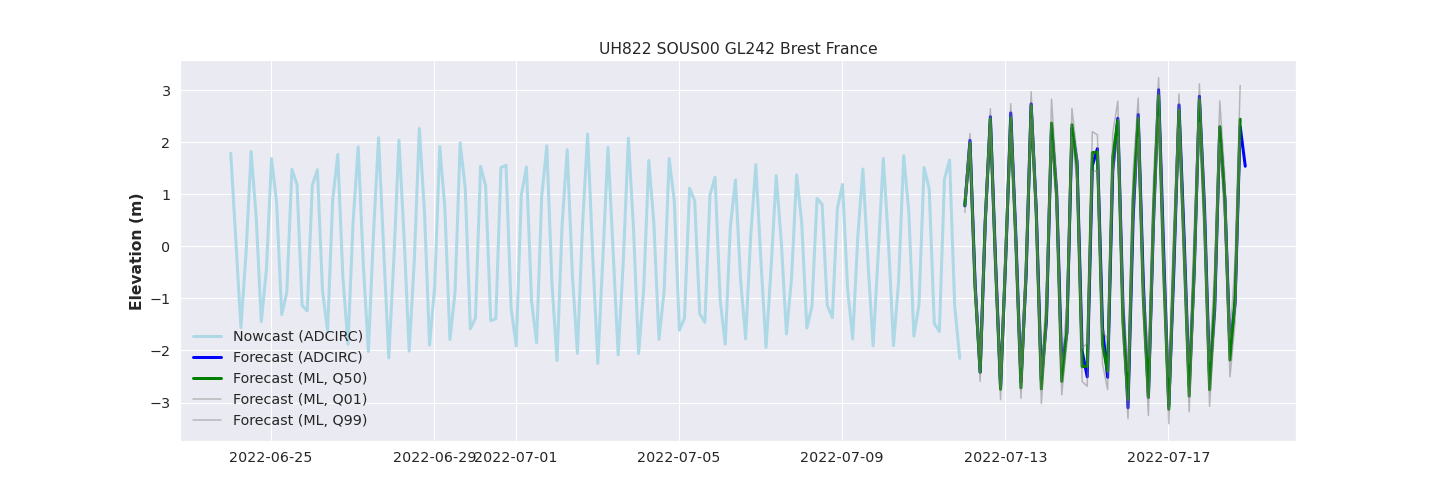 UH822 SOUS00 GL242 Brest France
Elevation (m)
3
2
1
0
−1
−2
−3
Nowcast (ADCIRC)
Forecast (ADCIRC)
Forecast (ML, Q50)
Forecast (ML, Q01)
Forecast (ML, Q99)
2022-06-25 2022-06-29 2022-07-01 2022-07-05 2022-07-09 2022-07-13 2022-07-17